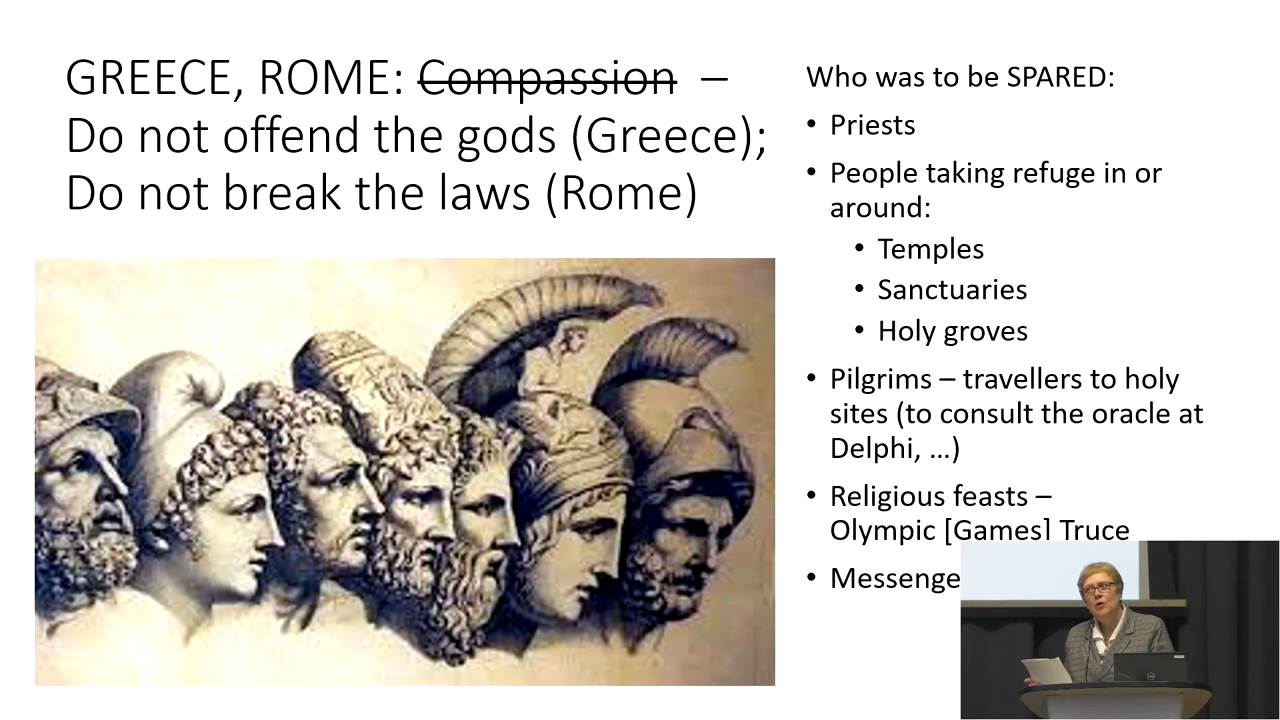 GREECE, ROME: Compassion –
Do not offend the gods (Greece);
Do not break the laws (Rome)
Who was to be SPARED:
• Priests
• People taking refuge in or
around:
• Temples
• Sanctuaries
• Holy groves
• Pilgrims – travellers to holy
sites (to consult the oracle at
Delphi, …)
• Religious feasts –
Olympic [Games] Truce
• Messenge